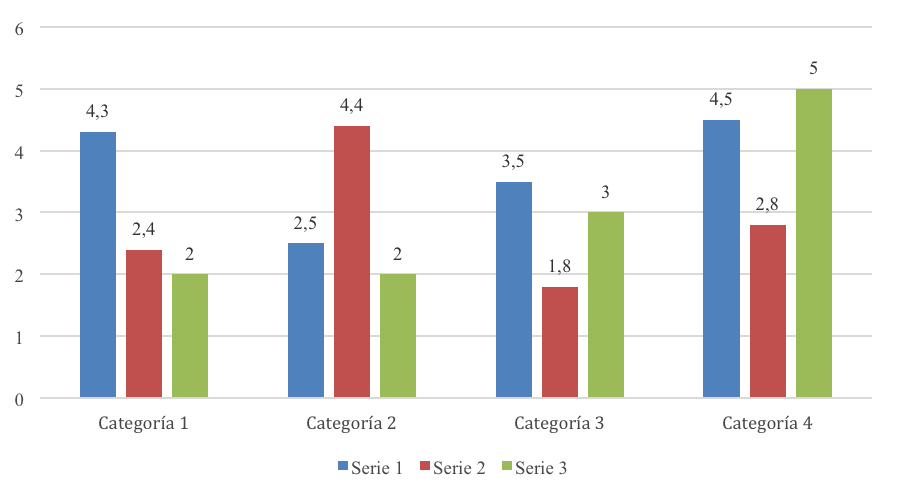 6
5
4
3
2
1
0
4,3
2,4
2
2,5
4,4
2
3,5
1,8
3
4,5
2,8
5
Categoría 1
Categoría 2
Categoría 3
Categoría 4
Serie 1
Serie 2
Serie 3